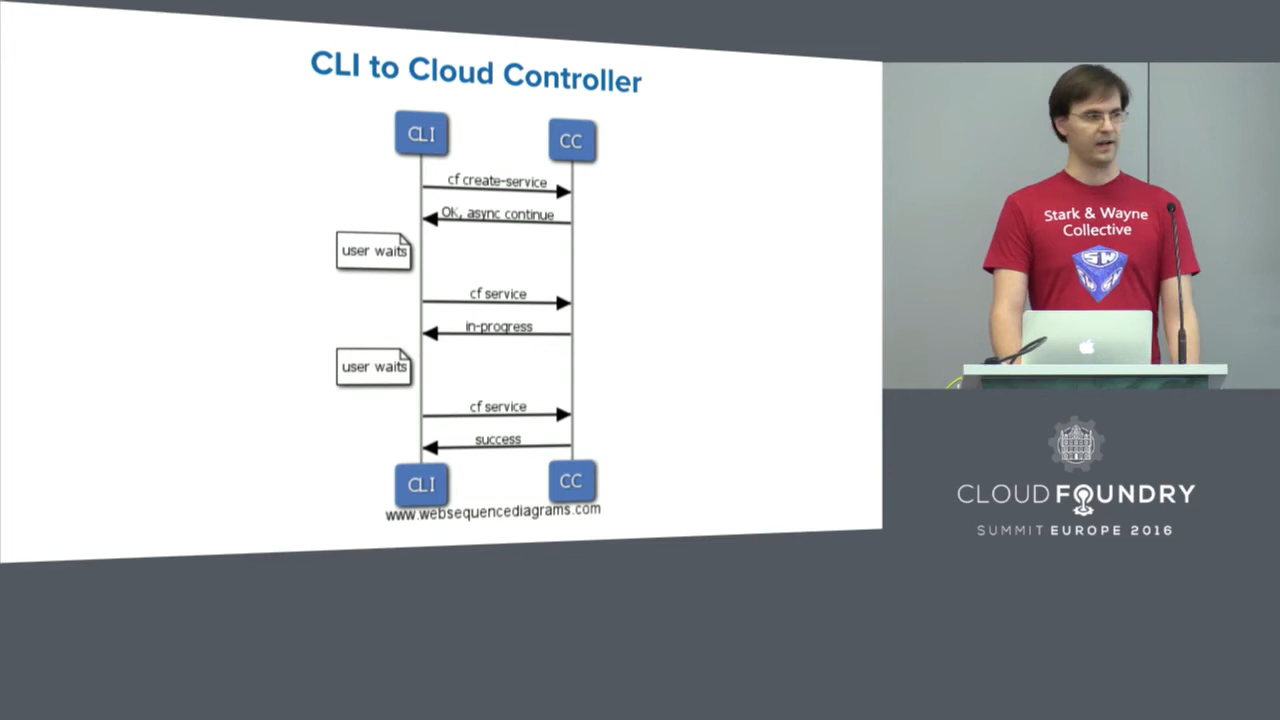 CLI to Cloud Controller
CLI
CC
cf create-service
OK, async continue
user waits
cf service
in-progress
user waits
cf service
success
CLI
CC
www.websequencediagrams.com
Stark & Wayne
Collective
SW
CLOUD FOUNDRY
SUMMIT EUROPE 2016